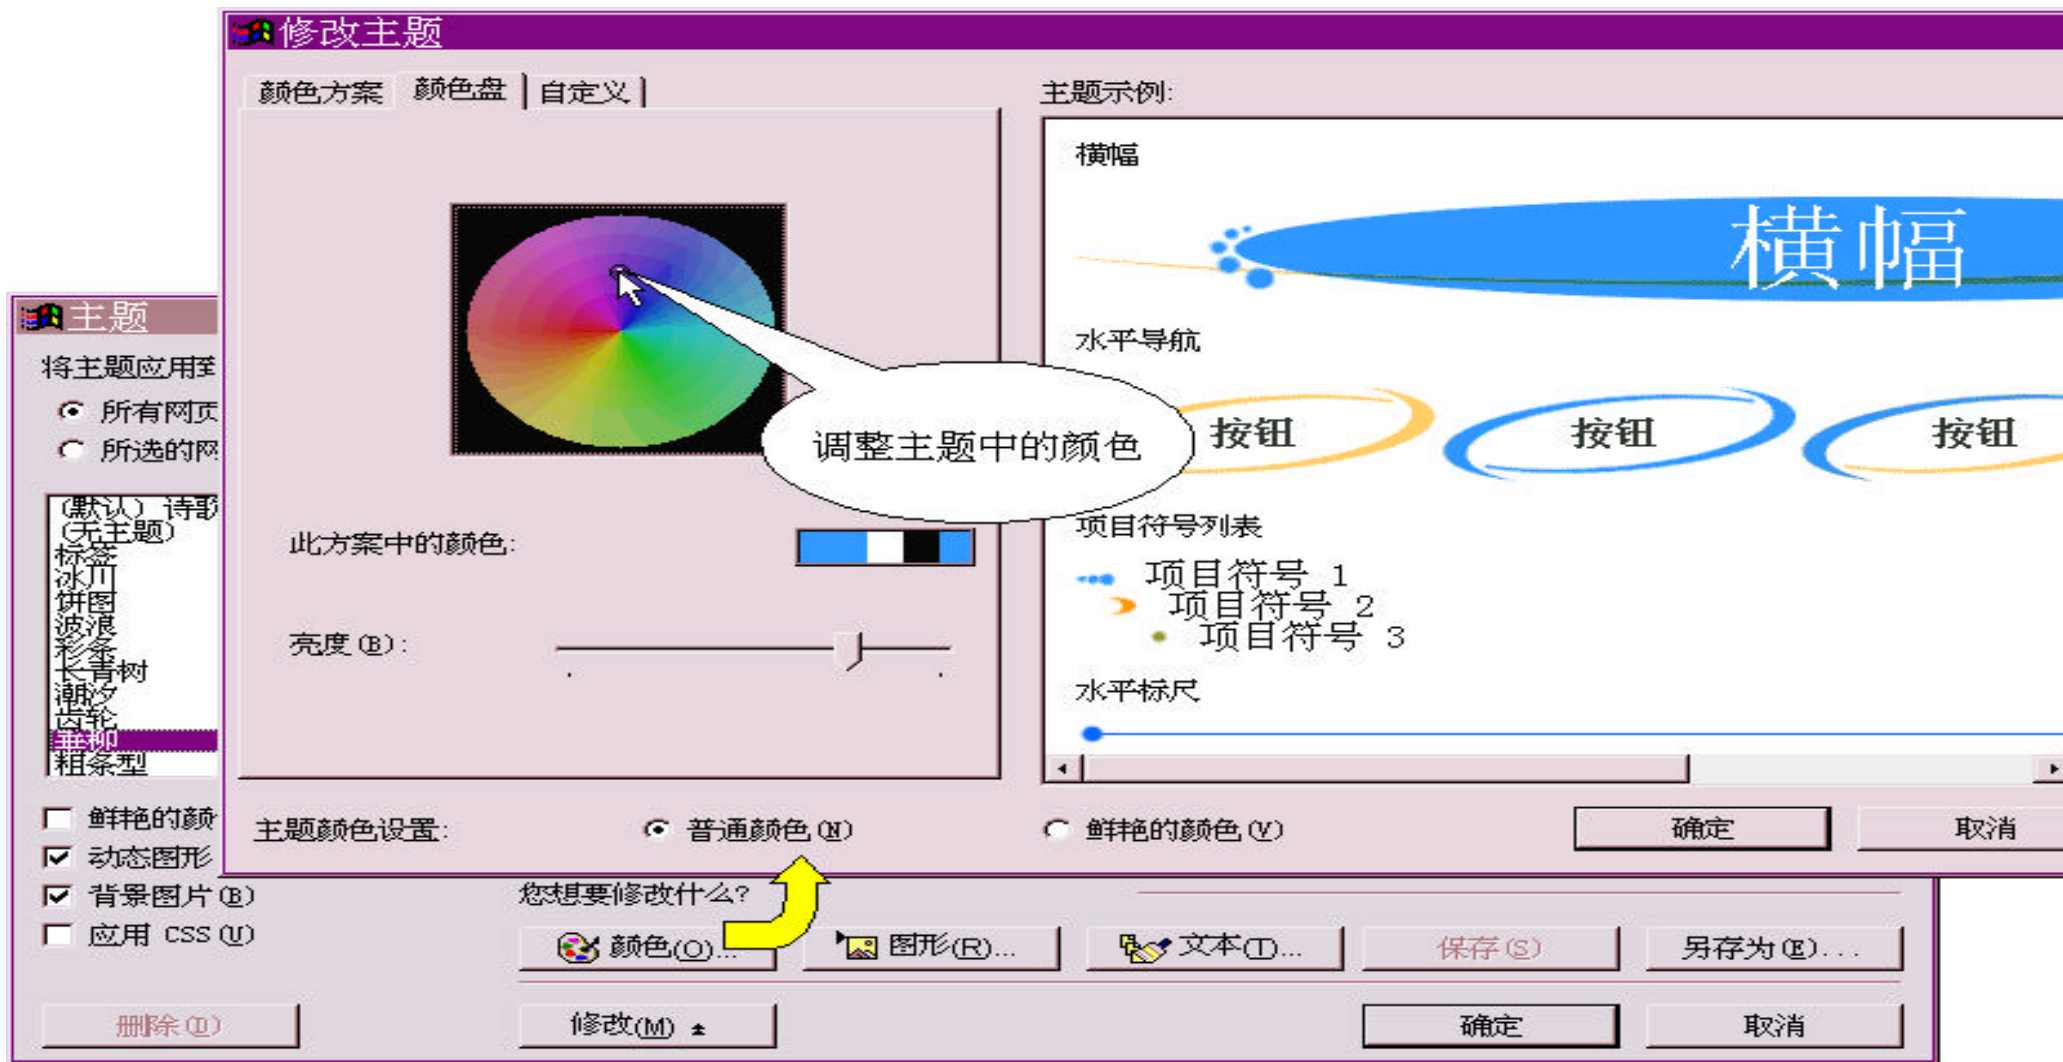 修改主题
颜色方案 颜色盘 自定义
主题示例:
横幅
横幅
水平导航
按钮 按钮 按钮
调整主题中的颜色
项目符号列表
项目符号 1
项目符号 2
项目符号 3
水平标尺
此方案中的颜色:
亮度(B):
主题颜色设置: 普通颜色(N) 鲜艳的颜色(V) 确定 取消
主题
将主题应用到
所有网页
所选的网
(默认) 诗歌
(无主题)
标签
冰川
饼图
波浪
彩条
长青树
潮汐
齿轮
垂柳
粗条型
鲜艳的颜
动态图形
背景图片(B)
应用 CSS(U)
您想要修改什么?
颜色(O)... 图形(R)... 文本(T)... 保存(S) 另存为(E)...
删除(D) 修改(M) 确定 取消